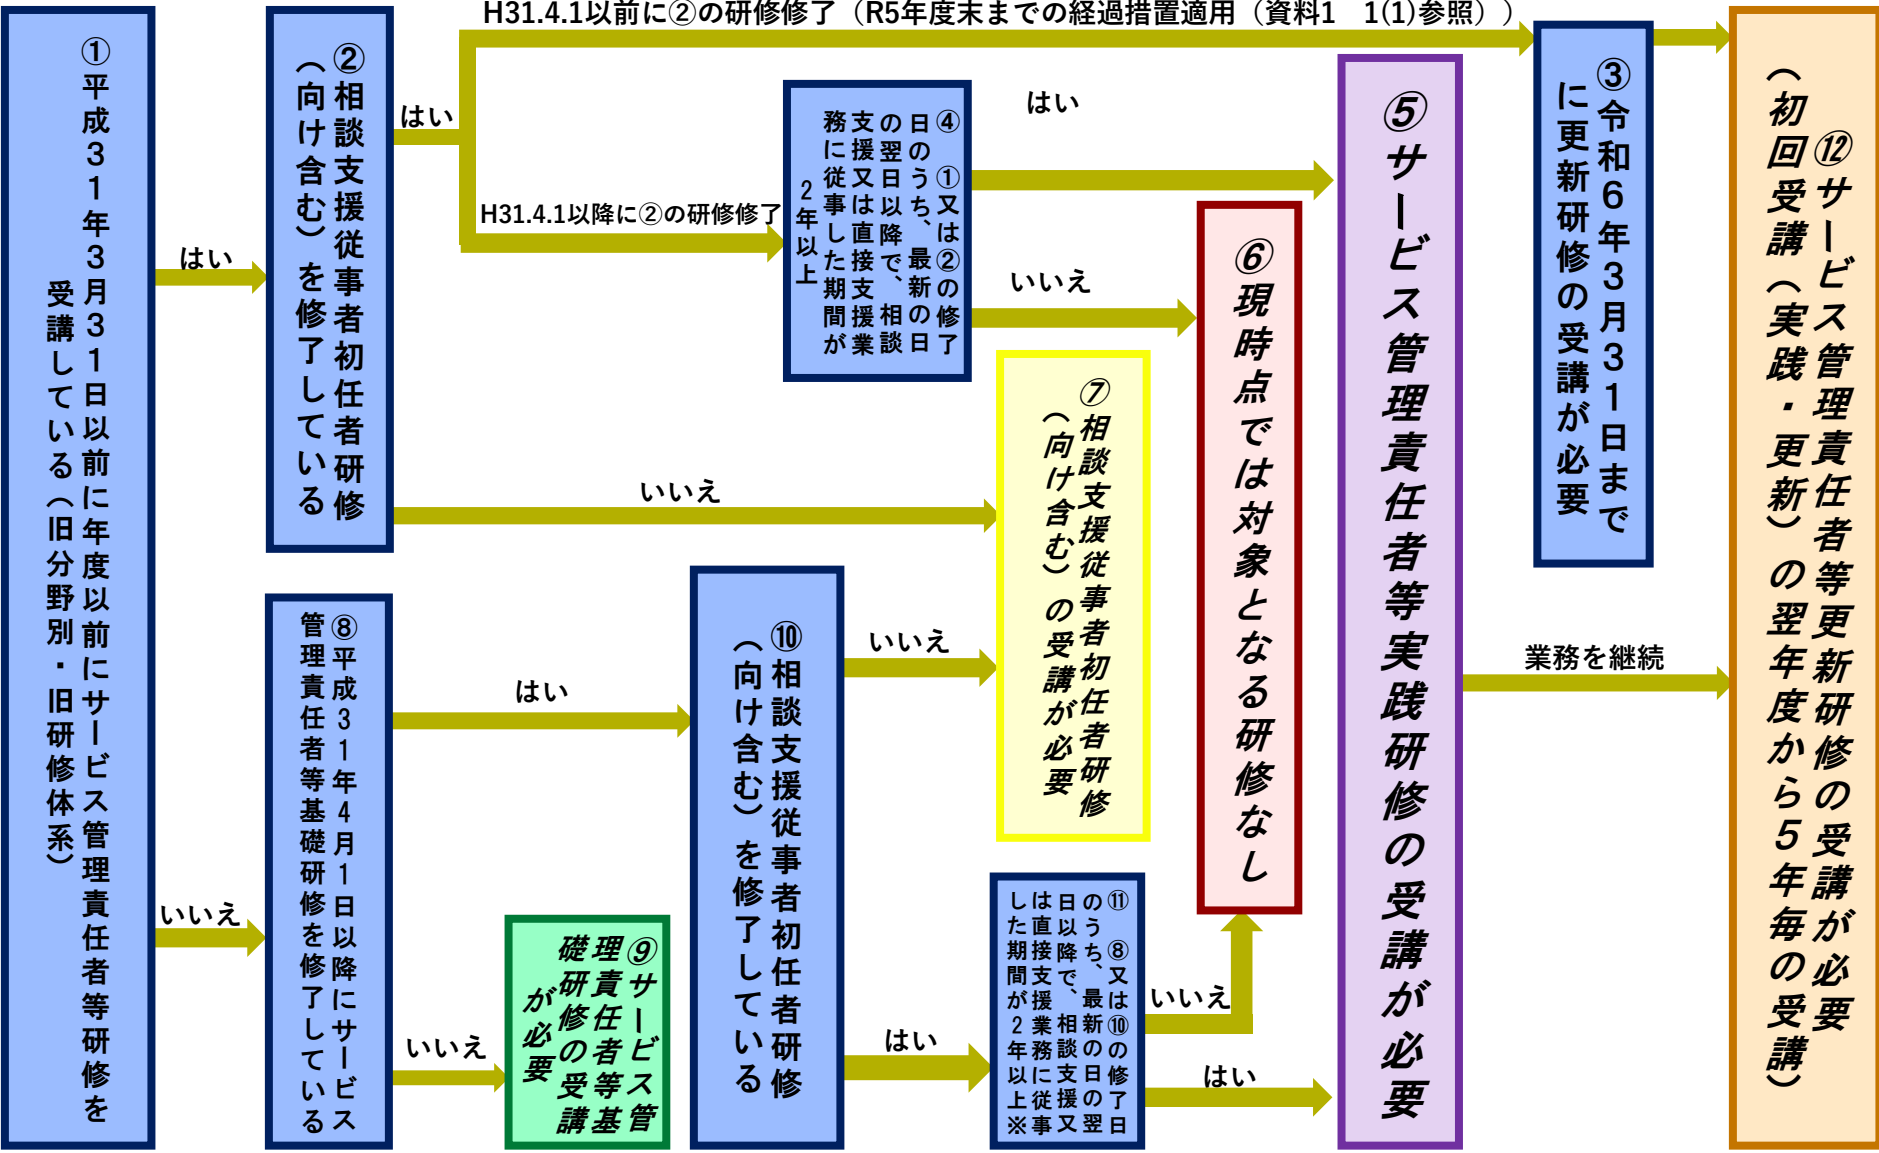 H31.4.1以前に②の研修修了（R5年度末までの経過措置適用（資料1　1(1)参照））
①平成３１年３月３１日以前に年度以前にサービス管理責任者等研修を
受講している（旧分野別・旧研修体系）
はい
いいえ
②相談支援従事者初任者研修
（向け含む）を修了している
はい
H31.4.1以降に②の研修修了
いいえ
③令和６年３月３１日まで
に更新研修の受講が必要
④　①又は②の修了
日のうち、最新の日
の翌日以降で、相談
支援又は直接支援業
務に従事した期間が
２年以上
はい
いいえ
⑤サービス管理責任者等実践研修の受講が必要
業務を継続
⑥現時点では対象となる研修なし
⑦相談支援従事者初任者研修
（向け含む）の受講が必要
⑧平成３１年４月１日以降にサービス
管理責任者等基礎研修を修了している
はい
いいえ
⑨サービス管
理責任者等基
礎研修の受講
が必要
⑩相談支援従事者初任者研修
（向け含む）を修了している
いいえ
はい
⑪　⑧又は⑩の修了日
のうち、最新の日の翌
日以降で、相談支援又
は直接支援業務に従事
した期間が２年以上※
いいえ
はい
⑫サービス管理責任者等更新研修の受講が必要
（初回受講（実践・更新）の翌年度から５年毎の受講）